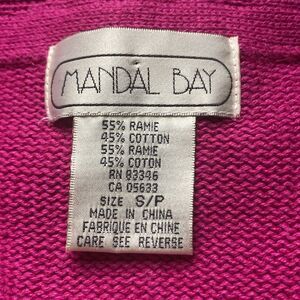 MANDAL BAY
55% RAMIE
45% COTTON
55% RAMIE
45% COTON
RN 83346
CA 05633
SIZE S/P
MADE IN CHINA
FABRIQUE EN CHINE
CARE SEE REVERSE